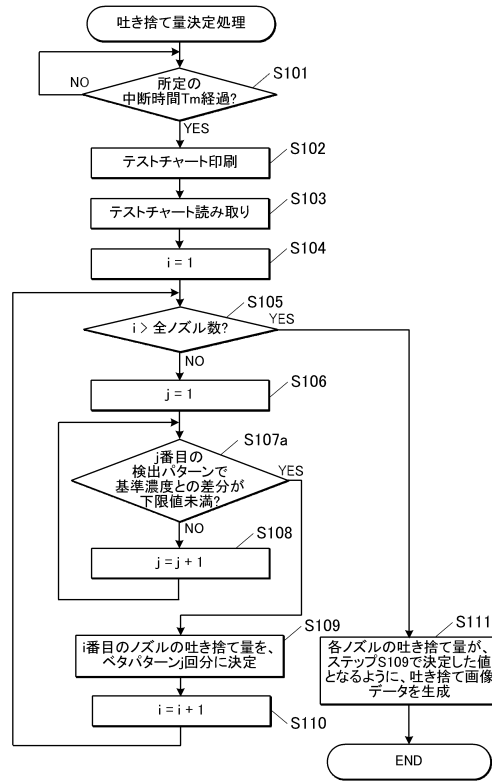 吐き捨て量決定処理
S101
所定の
中断時間Tm経過?
NO
YES
S102
テストチャート印刷
S103
テストチャート読み取り
S104
i = 1
S105
i > 全ノズル数?
YES
NO
S106
j = 1
S107a
j番目の
検出パターンで
基準濃度との差分が
下限値未満?
YES
NO
S108
j = j + 1
S109
i番目のノズルの吐き捨て量を、
ベタパターンj回分に決定
S110
i = i + 1
S111
各ノズルの吐き捨て量が、
ステップS109で決定した値
となるように、吐き捨て画像
データを生成
END